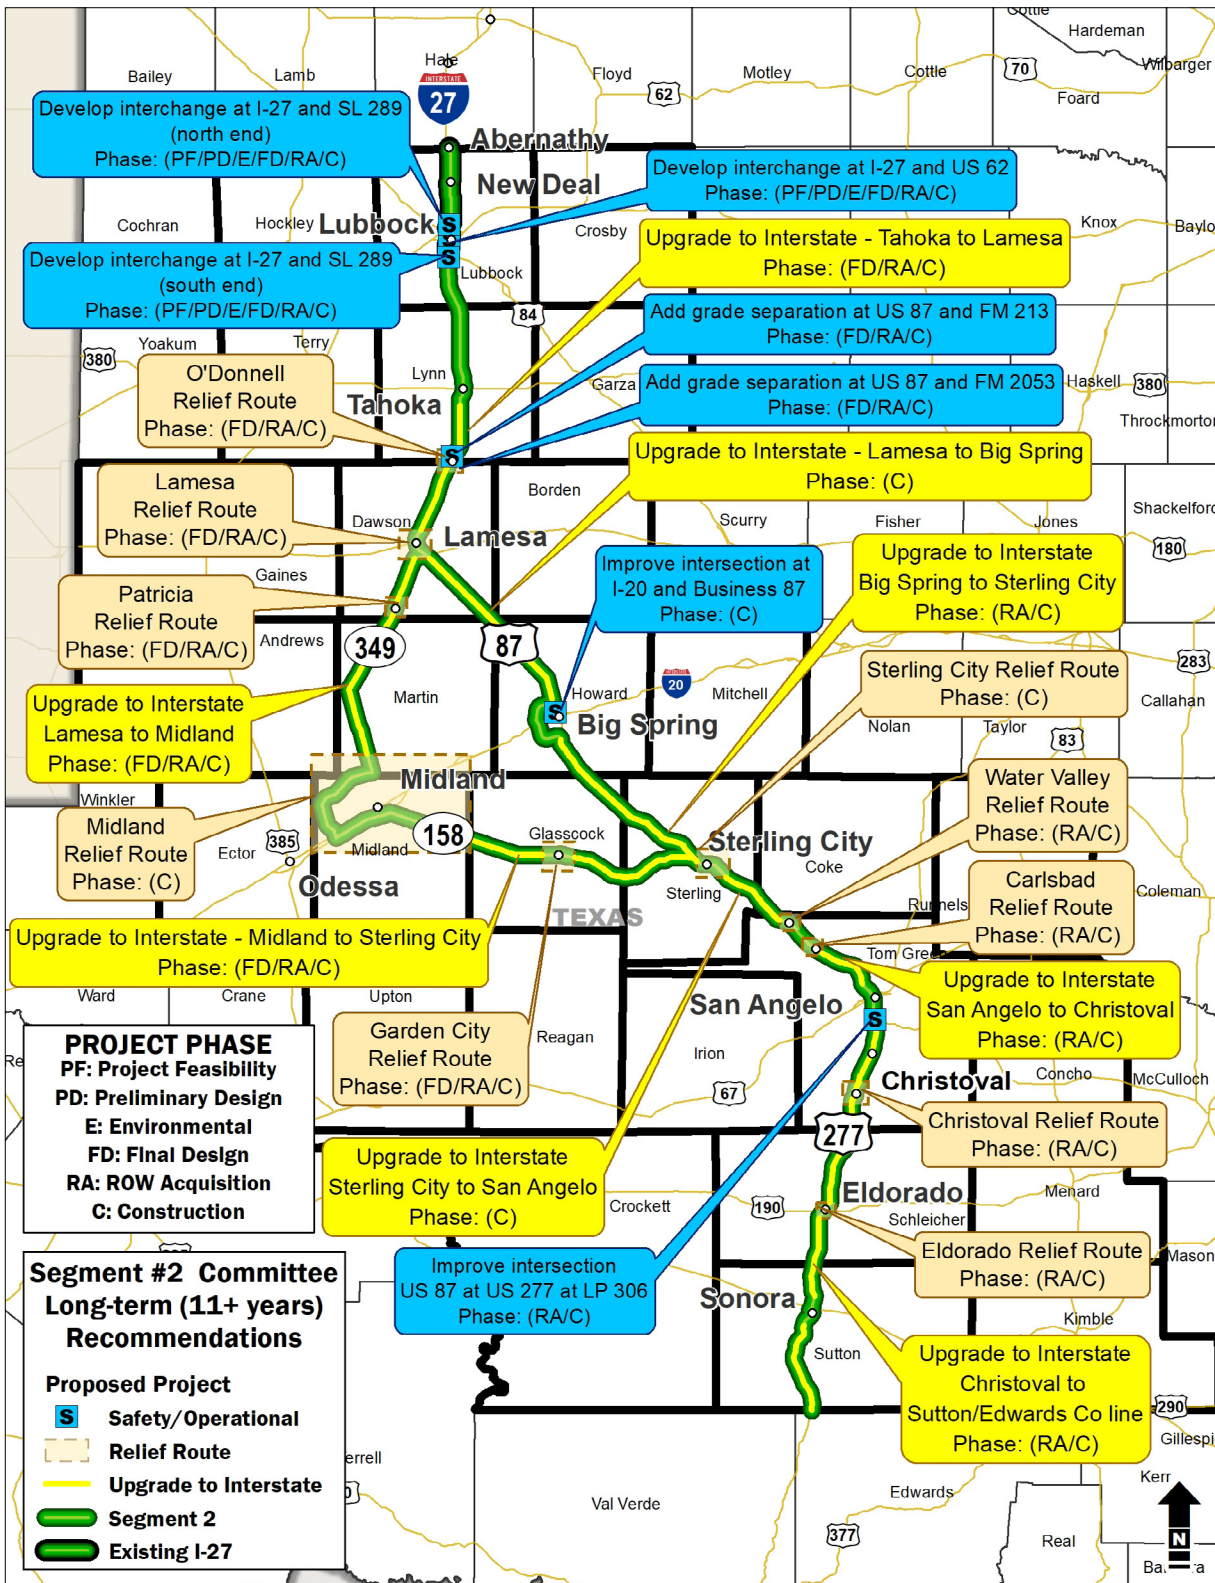 Cottle
Hardeman
Bailey
Lamb
Hale
Floyd
Motley
Cottle
70
Wilbarger
INTERSTATE
27
62
Foard
Develop interchange at I-27 and SL 289
(north end)
Phase: (PF/PD/E/FD/RA/C)
Abernathy
New Deal
Develop interchange at I-27 and US 62
Phase: (PF/PD/E/FD/RA/C)
Cochran
Hockley
Lubbock
S
S
Lubbock
Crosby
Knox
Baylo
Upgrade to Interstate - Tahoka to Lamesa
Phase: (FD/RA/C)
Develop interchange at I-27 and SL 289
(south end)
Phase: (PF/PD/E/FD/RA/C)
84
Add grade separation at US 87 and FM 213
Phase: (FD/RA/C)
Yoakum
Terry
380
Lynn
Garza
Haskell
380
O'Donnell
Relief Route
Phase: (FD/RA/C)
Tahoka
Add grade separation at US 87 and FM 2053
Phase: (FD/RA/C)
Throckmorton
S
Upgrade to Interstate - Lamesa to Big Spring
Phase: (C)
Lamesa
Relief Route
Phase: (FD/RA/C)
Borden
Dawson
Lamesa
Scurry
Fisher
Jones
Shackelford
180
Upgrade to Interstate
Big Spring to Sterling City
Phase: (RA/C)
Improve intersection at
I-20 and Business 87
Phase: (C)
Gaines
Patricia
Relief Route
Phase: (FD/RA/C)
Andrews
349
87
283
Sterling City Relief Route
Phase: (C)
Martin
Howard
20
Mitchell
Nolan
Taylor
Callahan
Upgrade to Interstate
Lamesa to Midland
Phase: (FD/RA/C)
S
Big Spring
83
Winkler
Midland
Water Valley
Relief Route
Phase: (RA/C)
Midland
Relief Route
Phase: (C)
385
Ector
Midland
158
Glasscock
Sterling City
Coke
Odessa
Sterling
Carlsbad
Relief Route
Phase: (RA/C)
Runnels
Coleman
TEXAS
Upgrade to Interstate - Midland to Sterling City
Phase: (FD/RA/C)
Tom Gree
Upgrade to Interstate
San Angelo to Christoval
Phase: (RA/C)
Ward
Crane
Upton
San Angelo
S
Garden City
Relief Route
Phase: (FD/RA/C)
Reagan
Irion
Re
PROJECT PHASE
PF: Project Feasibility
PD: Preliminary Design
E: Environmental
FD: Final Design
RA: ROW Acquisition
C: Construction
67
Christoval
Concho
McCulloch
Christoval Relief Route
Phase: (RA/C)
277
Upgrade to Interstate
Sterling City to San Angelo
Phase: (C)
Crockett
190
Eldorado
Schleicher
Menard
Eldorado Relief Route
Phase: (RA/C)
Mason
Segment #2 Committee
Long-term (11+ years)
Recommendations
Improve intersection
US 87 at US 277 at LP 306
Phase: (RA/C)
Sonora
Kimble
Sutton
Upgrade to Interstate
Christoval to
Sutton/Edwards Co line
Phase: (RA/C)
290
Gillespi
Proposed Project
S Safety/Operational
Relief Route
Upgrade to Interstate
Segment 2
Existing I-27
errell
Val Verde
Edwards
Kerr
377
Real
N